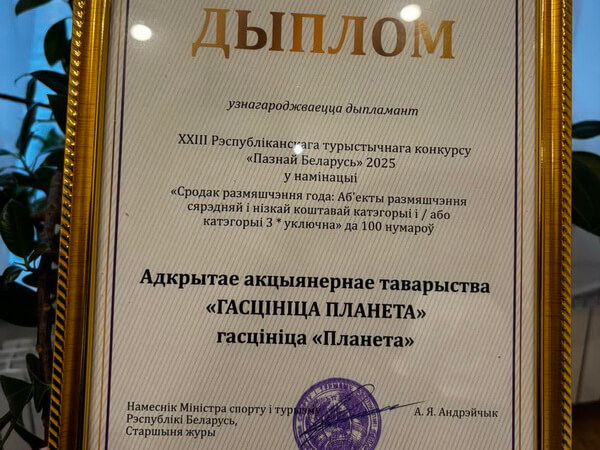 ДЫПЛОМ
узнагароджваецца дыпламант
XXIII Рэспубліканскага турыстычнага конкурсу
«Пазнай Беларусь» 2025
у намінацыі
«Сродак размяшчэння года: Аб'екты размяшчэння
сярэдняй і нізкай коштавай катэгорыі і / або
катэгорыі 3 * уключна» да 100 нумароў
Адкрытае акцыянернае таварыства
«ГАСЦІНІЦА ПЛАНЕТА»
гасцініца «Планета»
Намеснік Міністра спорту і турызму
Рэспублікі Беларусь,
Старшыня журы
А. Я. Андрэйчык